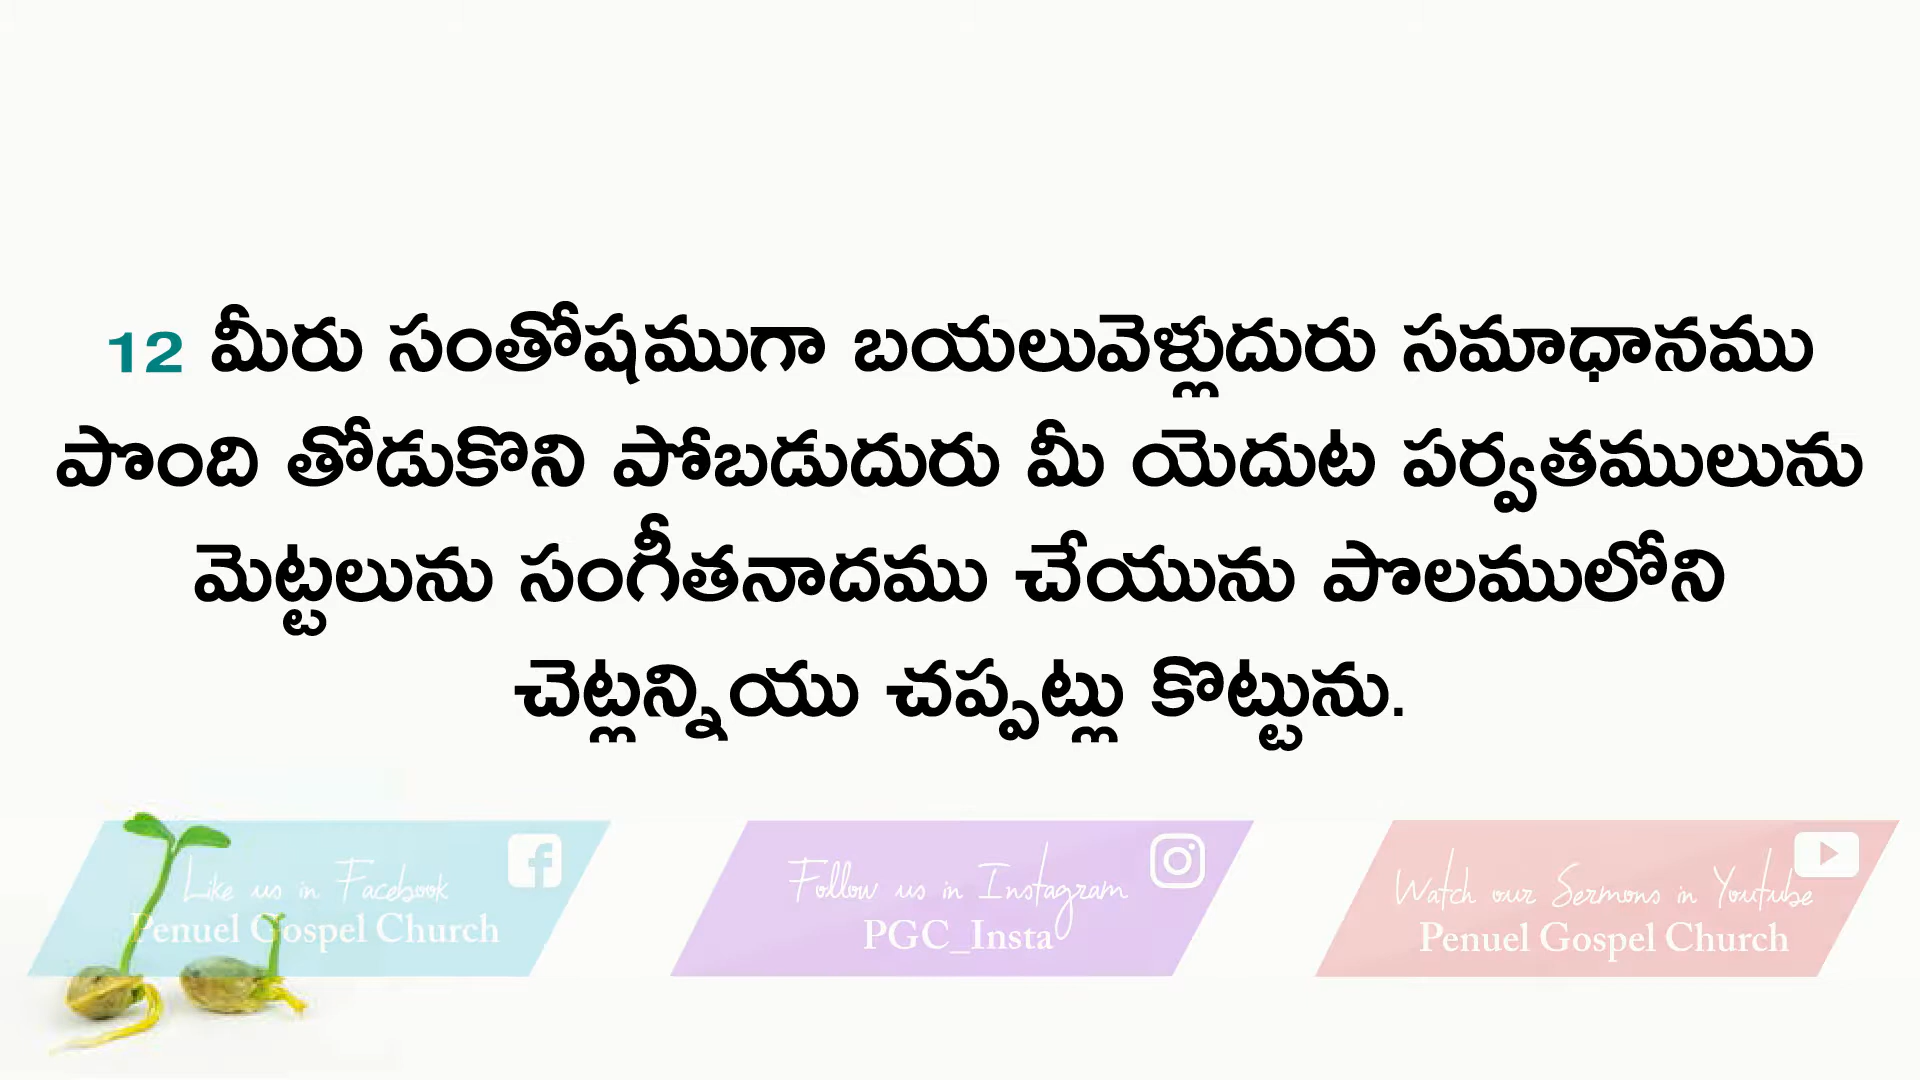 12 మీరు సంతోషముగా బయలువెళ్లుదురు సమాధానము
పొంది తోడుకొని పోబడుదురు మీ యెదుట పర్వతములును
మెట్టలును సంగీతనాదము చేయును పొలములోని
చెట్లన్నియు చప్పట్లు కొట్టును.
Like us in Facebook
Penuel Gospel Church
Follow us in Instagram
PGC_Insta
Watch our Sermons in Youtube
Penuel Gospel Church